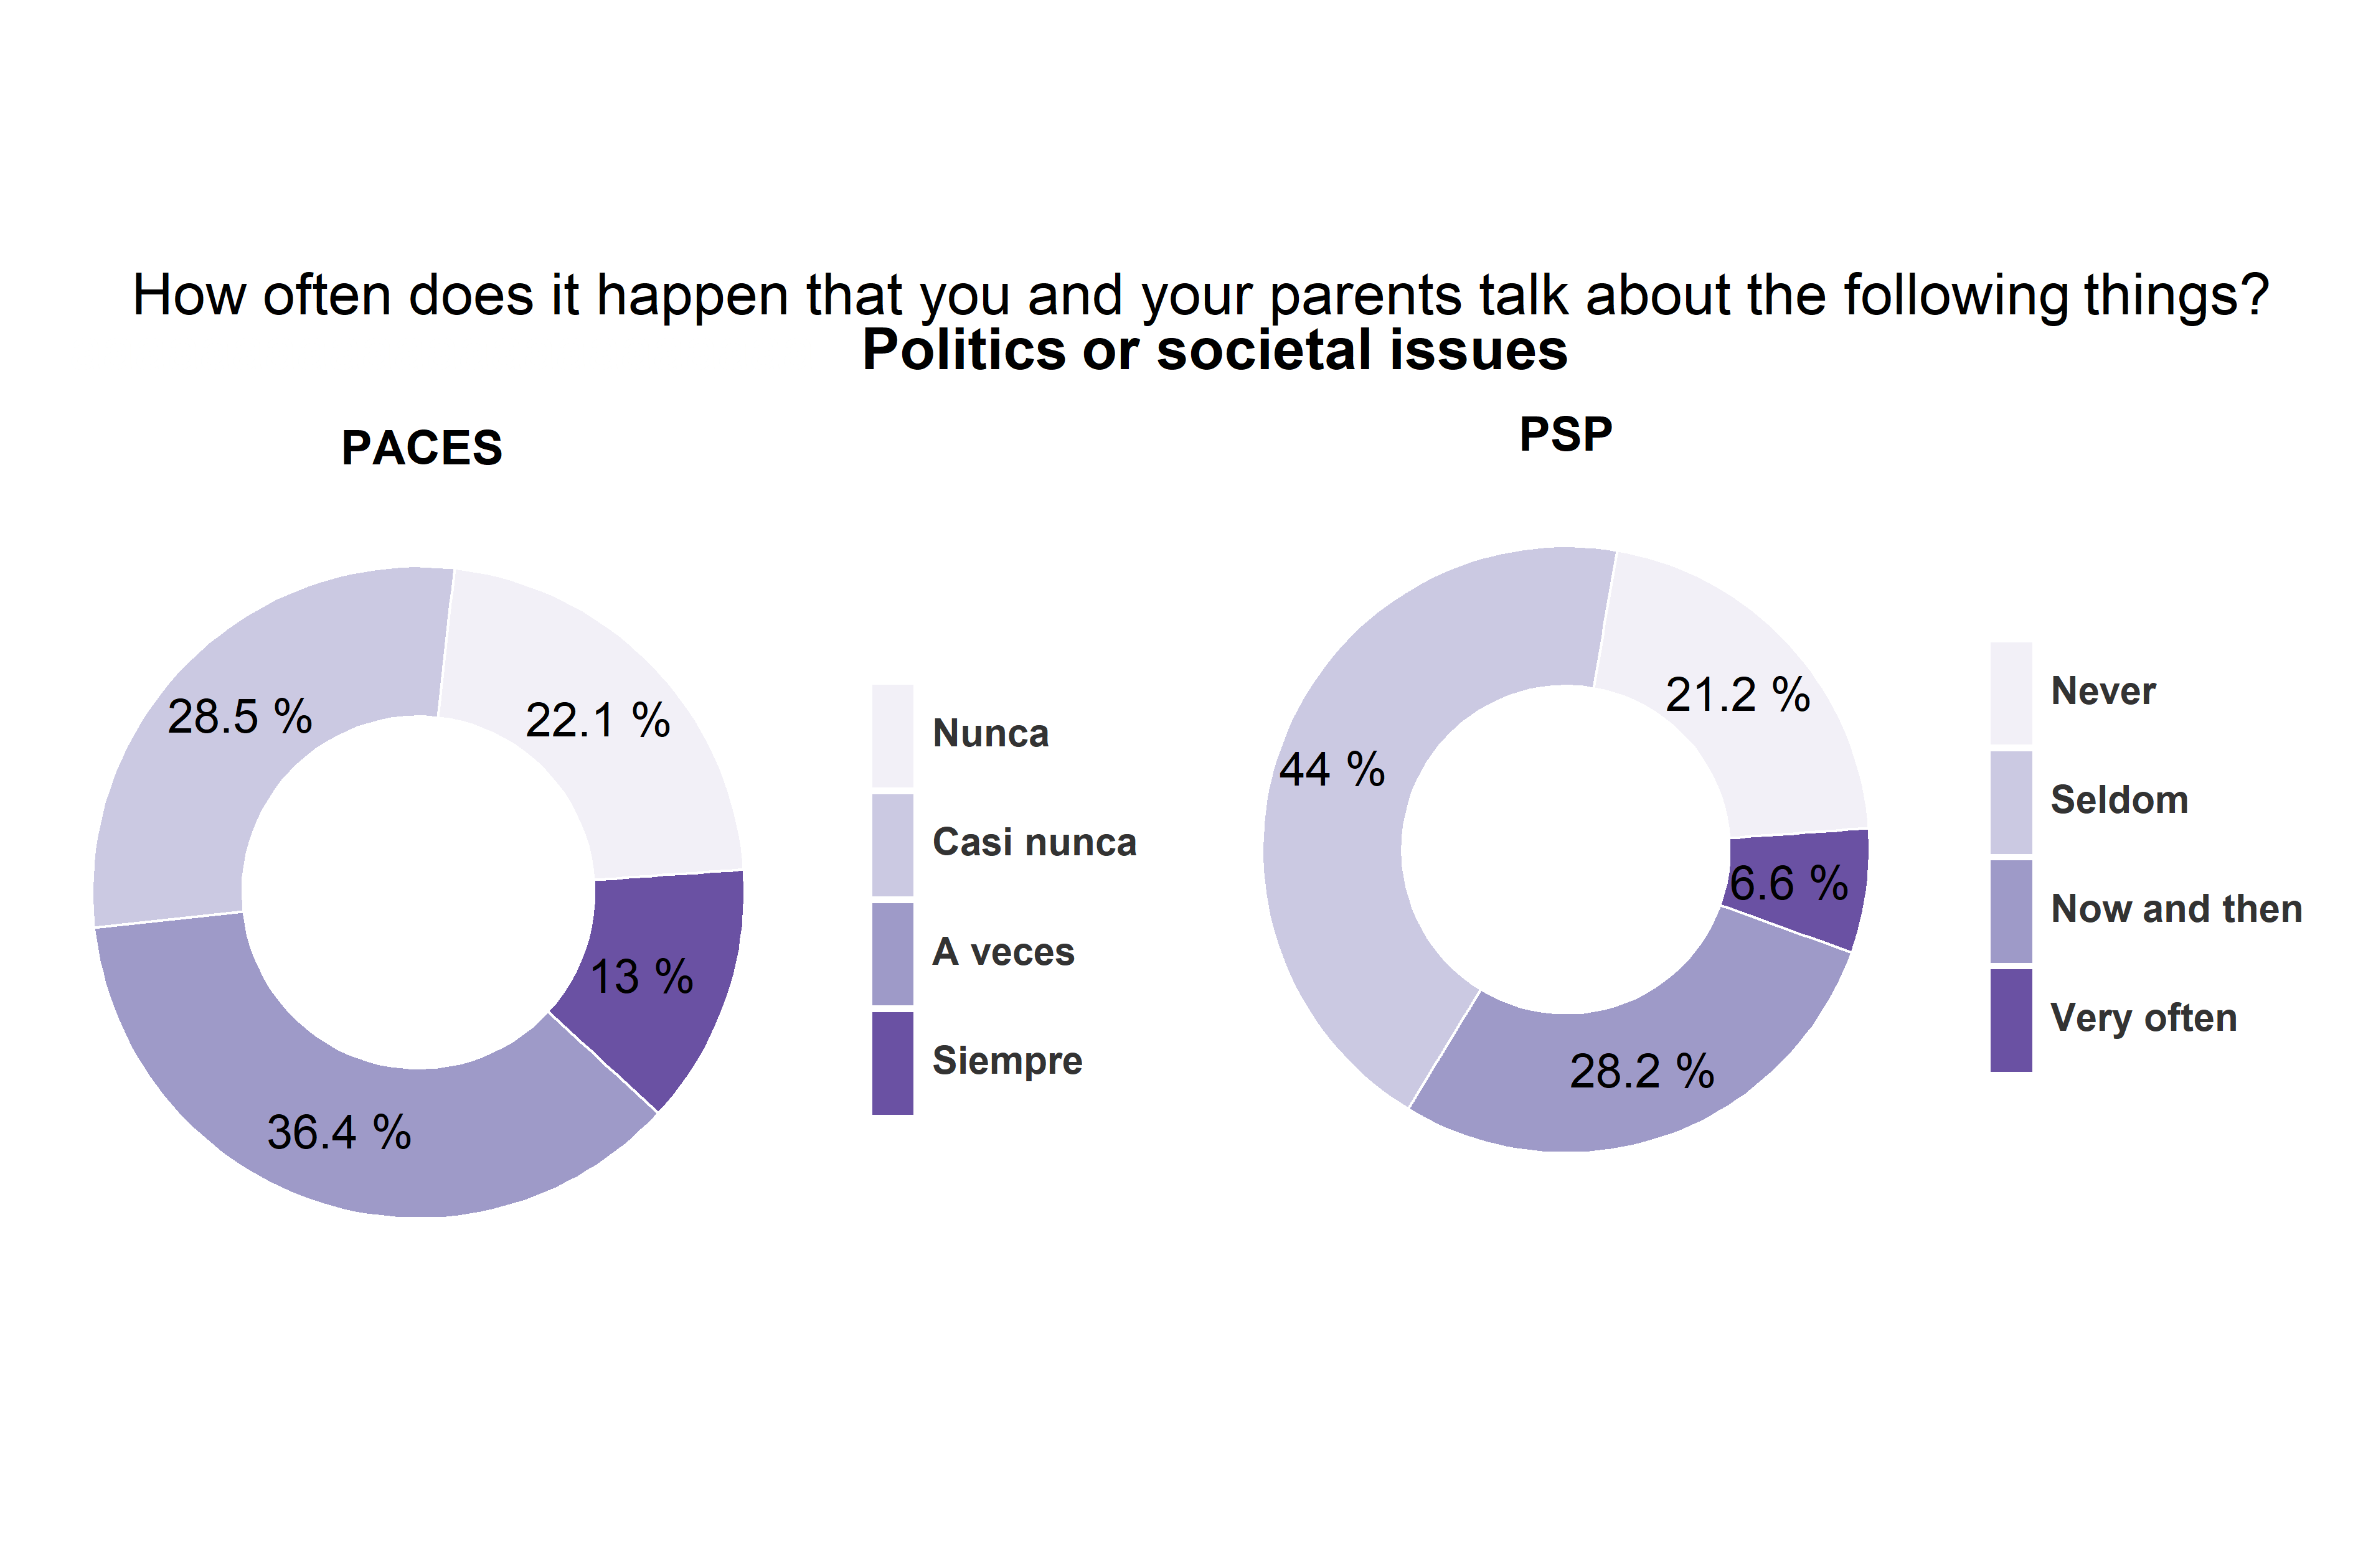 How often does it happen that you and your parents talk about the following things?
Politics or societal issues
PACES
28.5 %
22.1 %
13 %
36.4 %
Nunca
Casi nunca
A veces
Siempre
PSP
21.2 %
44 %
6.6 %
28.2 %
Never
Seldom
Now and then
Very often